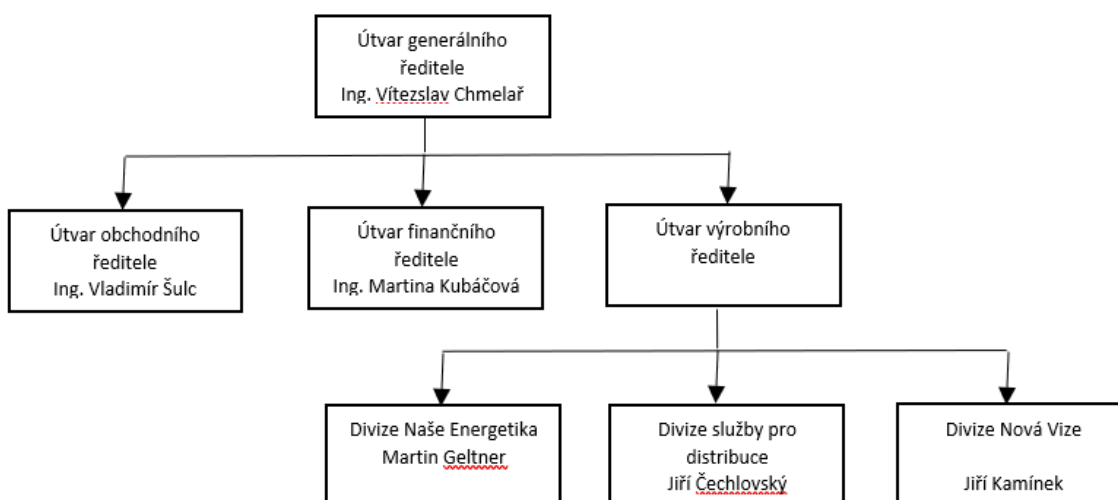 Útvar generálního
ředitele
Ing. Vítezslav Chmelař
Útvar obchodního
ředitele
Ing. Vladimír Šulc
Útvar finančního
ředitele
Ing. Martina Kubáčová
Útvar výrobního
ředitele
Divize Naše Energetika
Martin Geltner
Divize služby pro
distribuce
Jiří Čechlovský
Divize Nová Vize
Jiří Kamínek